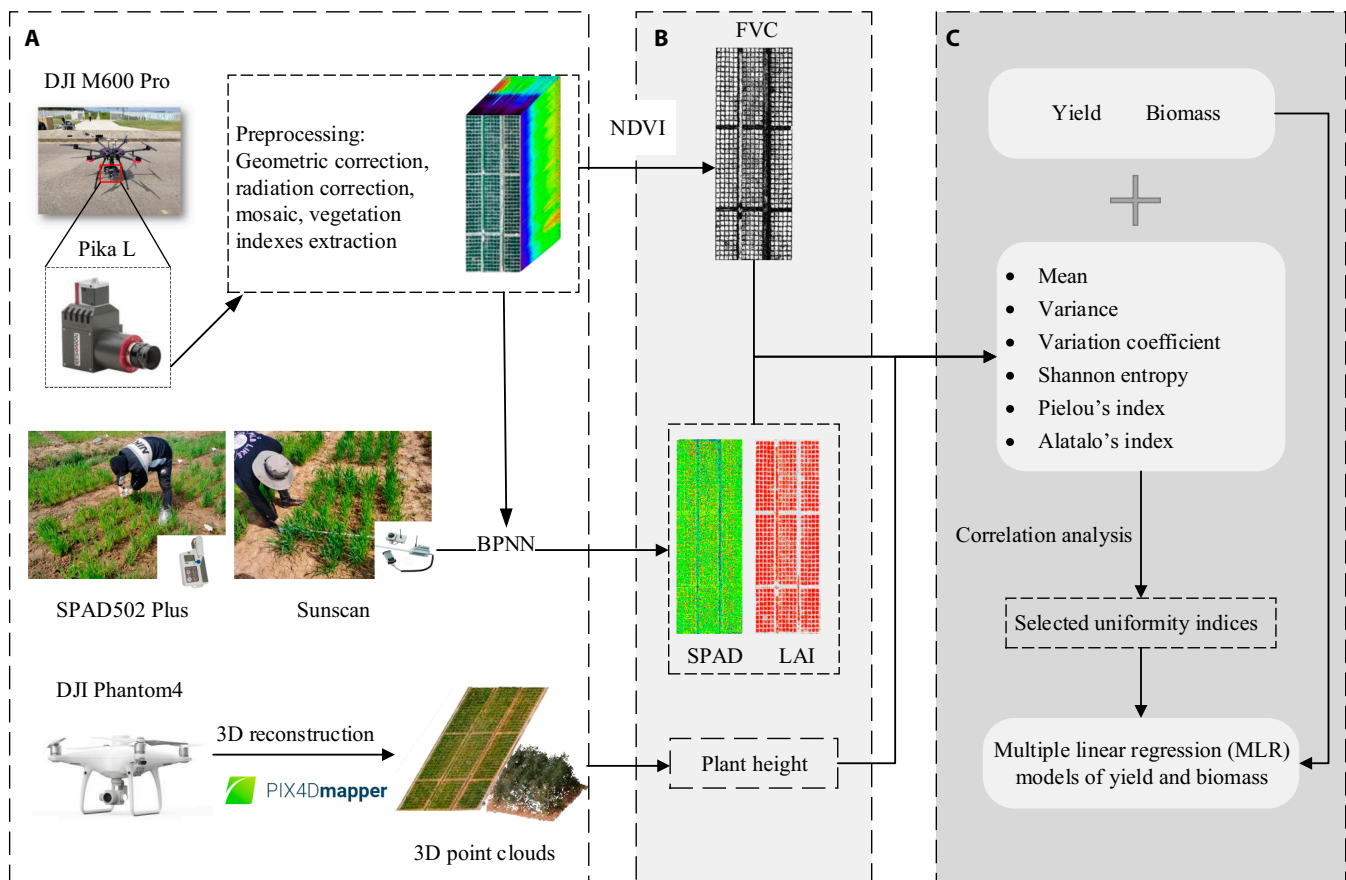 A
DJI M600 Pro
Pika L
Preprocessing:
Geometric correction,
radiation correction,
mosaic, vegetation
indexes extraction
SPAD502 Plus
Sunscan
BPNN
DJI Phantom4
3D reconstruction
PIX4Dmapper
3D point clouds
B
FVC
NDVI
SPAD
LAI
Plant height
C
Yield Biomass
• Mean
• Variance
• Variation coefficient
• Shannon entropy
• Pielou’s index
• Alatalo’s index
Correlation analysis
Selected uniformity indices
Multiple linear regression (MLR)
models of yield and biomass